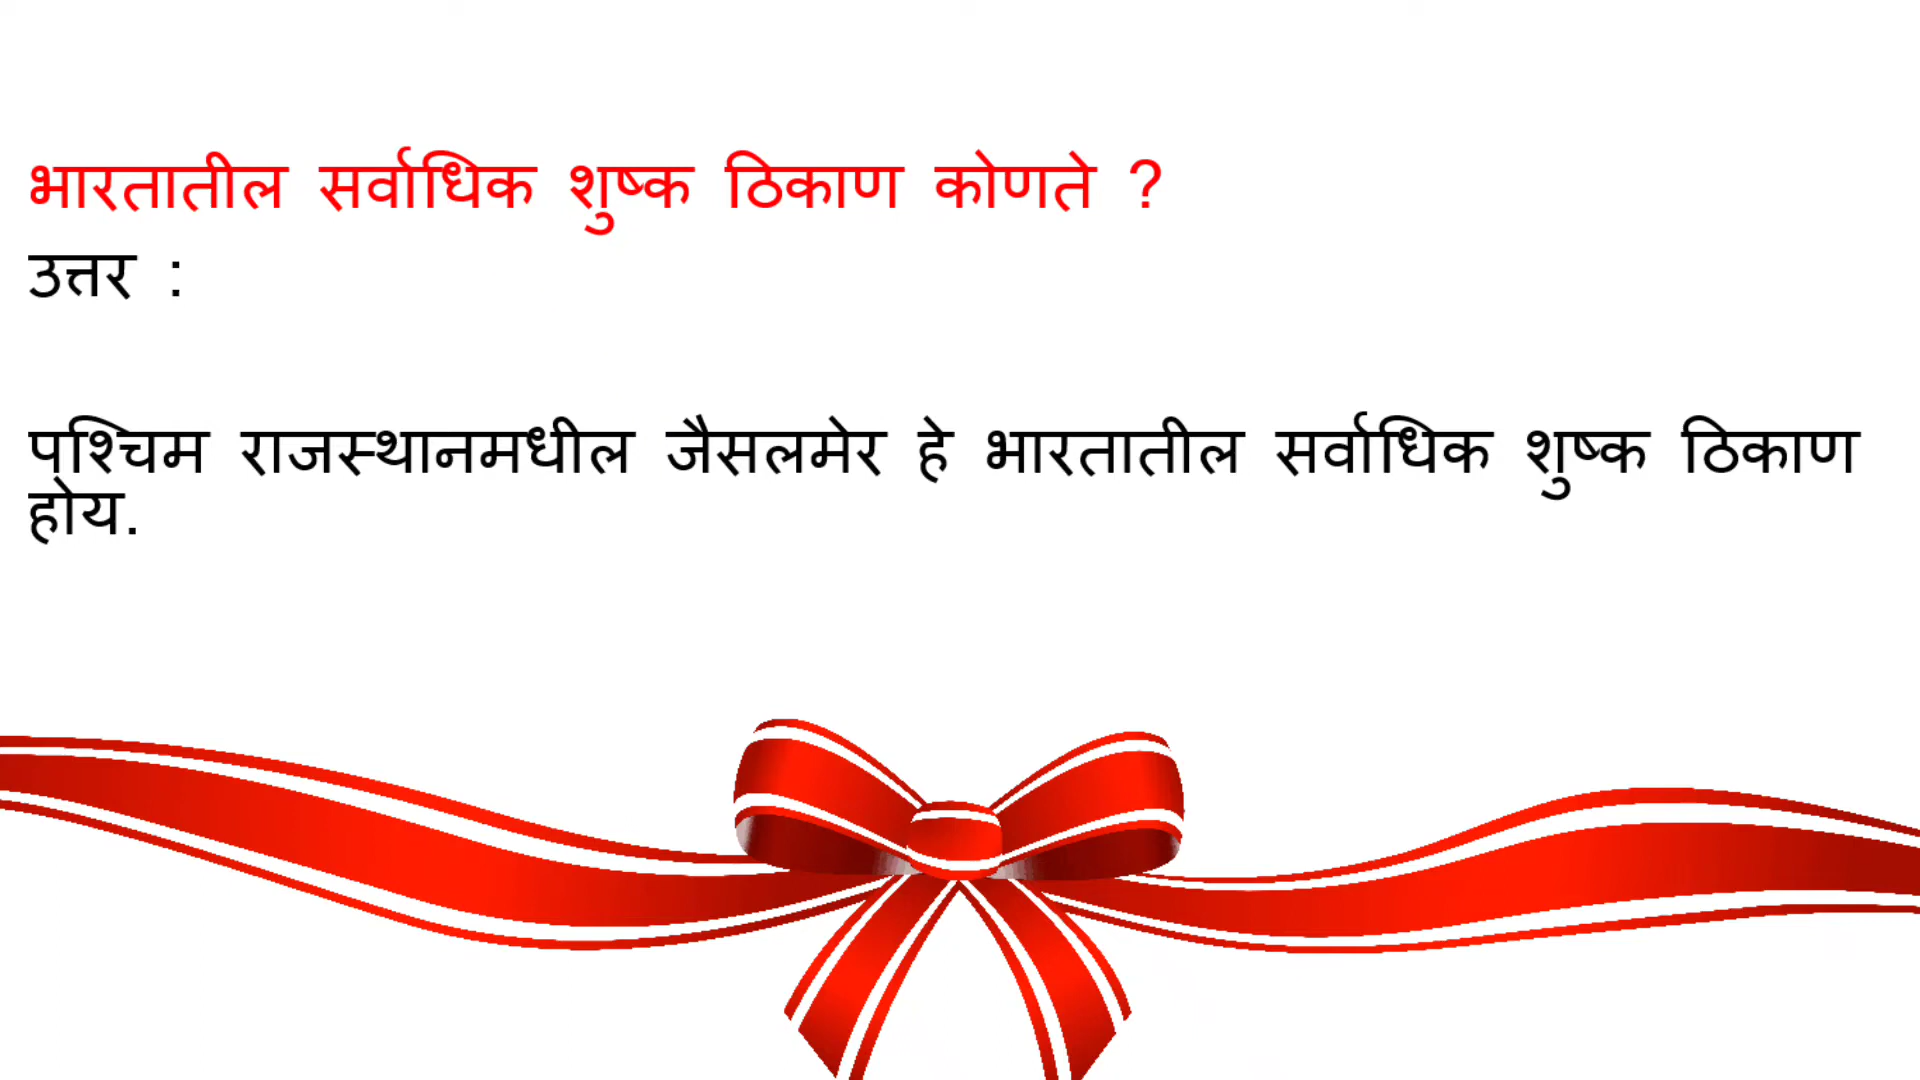 भारतातील सर्वाधिक शुष्क ठिकाण कोणते ?
उत्तर :
पश्चिम राजस्थानमधील जैसलमेर हे भारतातील सर्वाधिक शुष्क ठिकाण
होय.